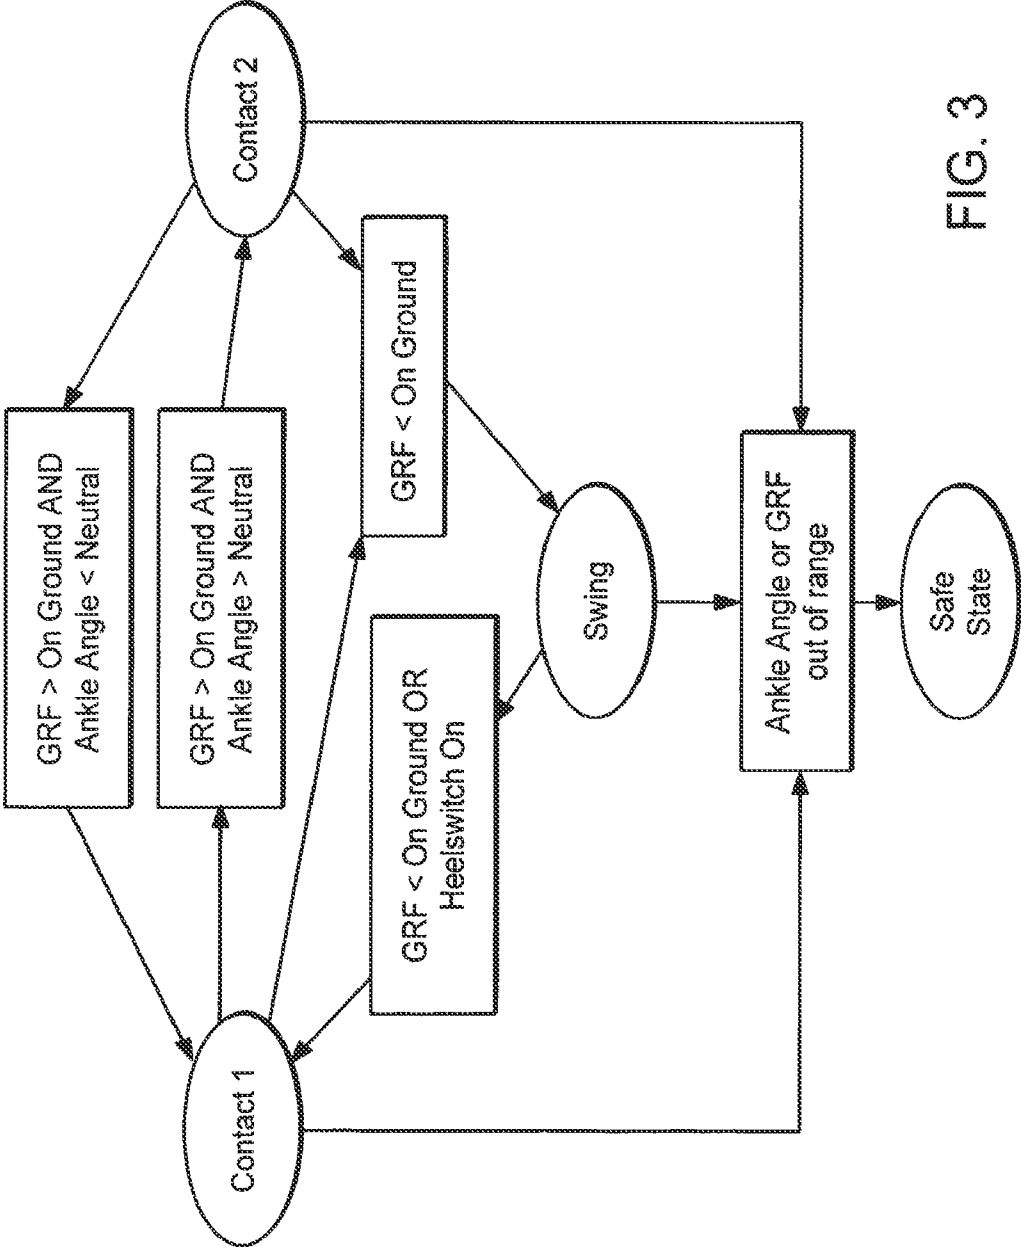 GRF > On Ground AND
Ankle Angle < Neutral
GRF > On Ground AND
Ankle Angle > Neutral
Contact 1
Contact 2
GRF < On Ground
GRF < On Ground OR
Heelswitch On
Swing
Ankle Angle or GRF
out of range
Safe
State
FIG. 3